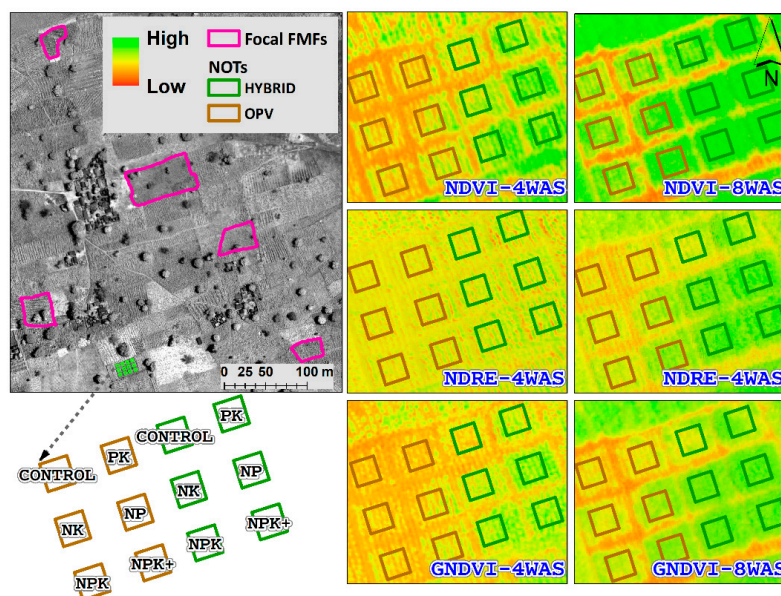 High
Low
Focal FMFs
NOTs
HYBRID
OPV
0 25 50 100 m
NDVI-4WAS
NDVI-8WAS
N
NDRE-4WAS
NDRE-4WAS
GNDVI-4WAS
GNDVI-8WAS
CONTROL
PK
CONTROL
PK
NK
NP
NK
NP
NPK
NPK+
NPK
NPK+